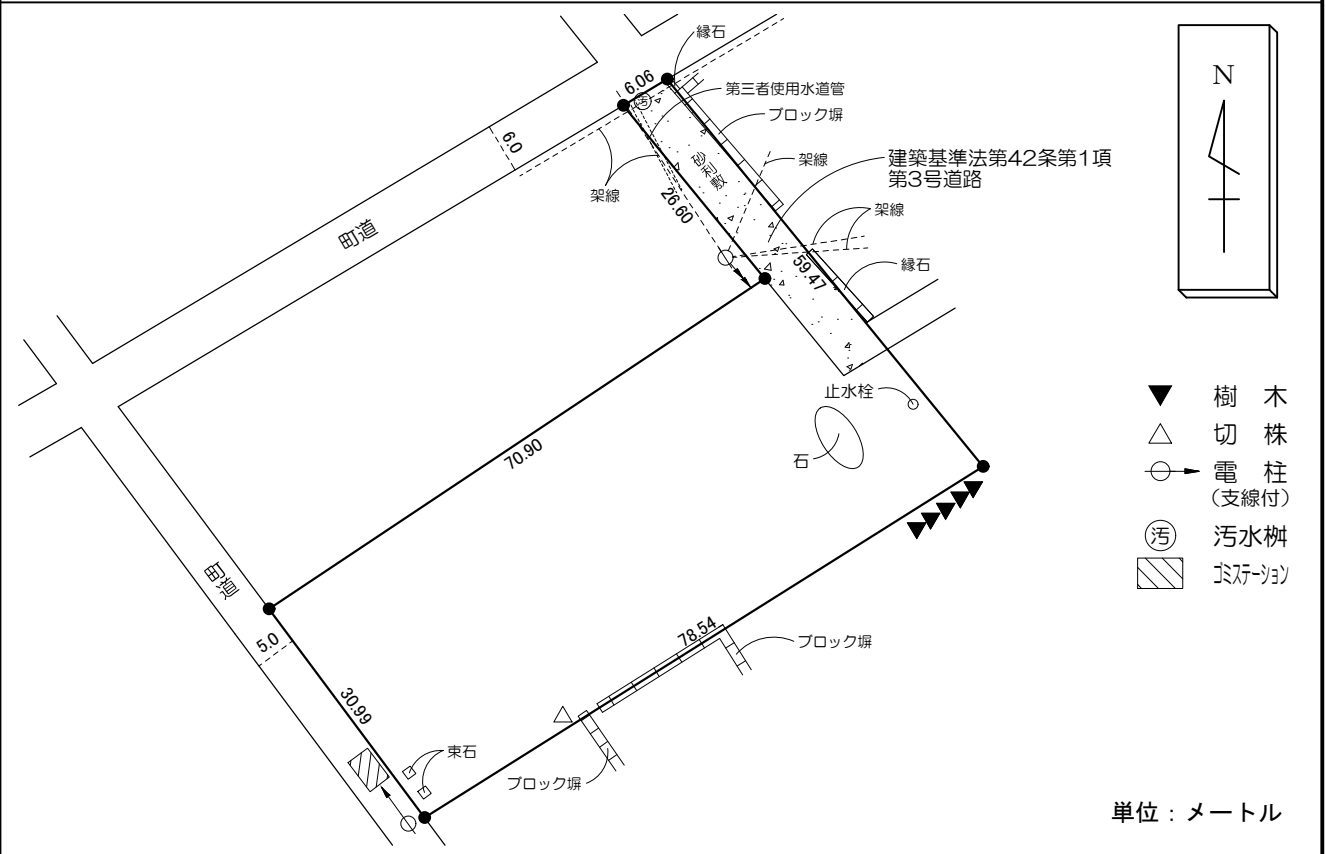 縁石
6.06
汚
第三者使用水道管
ブロック塀
6.0
砂利敷
架線
建築基準法第42条第1項
第3号道路
架線
26.60
架線
町道
59.47
縁石
N
止水栓
石
70.90
町道
5.0
30.99
78.54
ブロック塀
束石
ブロック塀
樹 木
切 株
電 柱
(支線付)
汚
汚水桝
ゴミステーション
単位：メートル